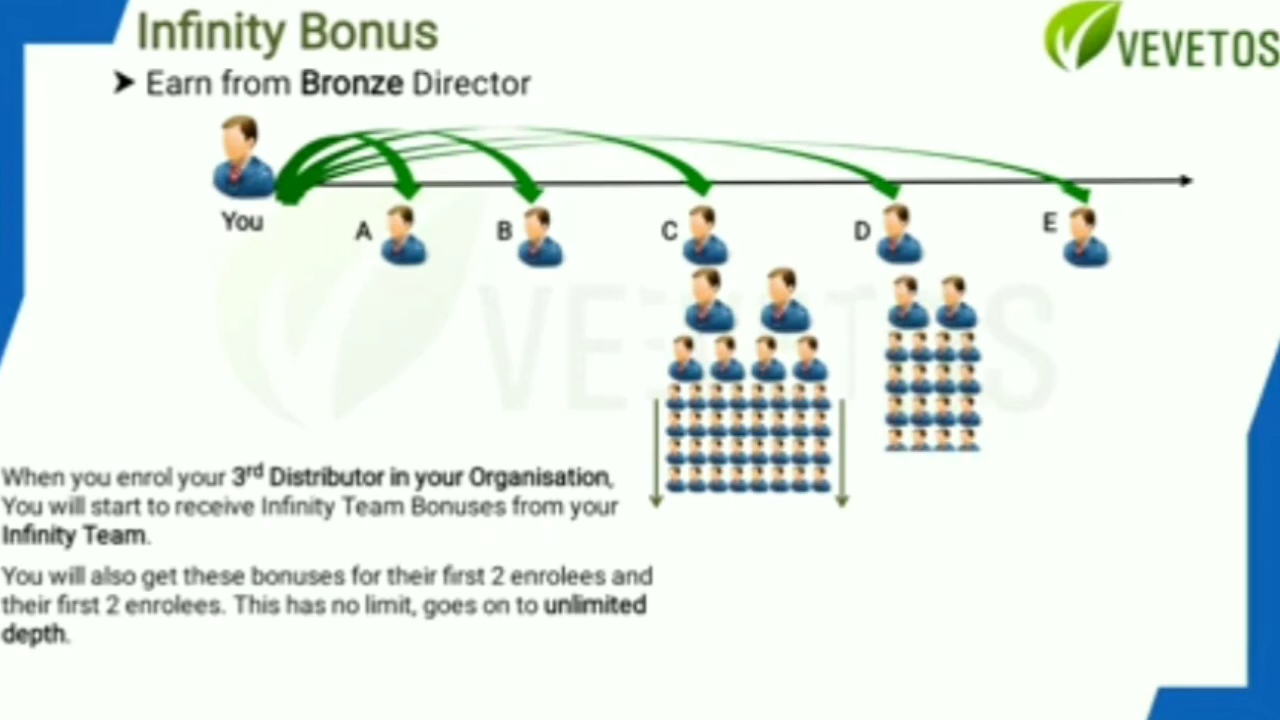 Infinity Bonus
VEVETOS
➤ Earn from Bronze Director
You
A
B
C
D
E
VEVETOS
When you enrol your 3rd Distributor in your Organisation,
You will start to receive Infinity Team Bonuses from your
Infinity Team.
You will also get these bonuses for their first 2 enrolees and
their first 2 enrolees. This has no limit, goes on to unlimited
depth.